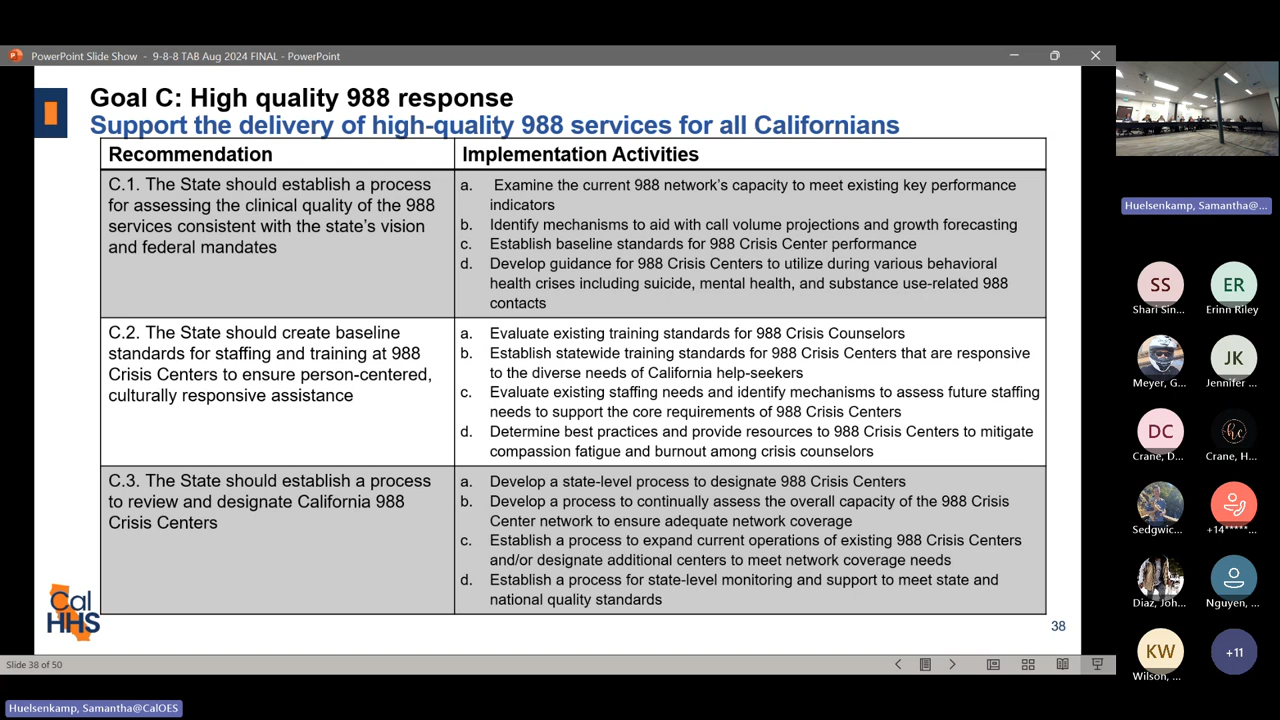 PowerPoint Slide Show - 9-8-8 TAB Aug 2024 FINAL - PowerPoint
Goal C: High quality 988 response
Support the delivery of high-quality 988 services for all Californians
Recommendation
Implementation Activities
C.1. The State should establish a process
for assessing the clinical quality of the 988
services consistent with the state's vision
and federal mandates
a. Examine the current 988 network's capacity to meet existing key performance
indicators
b. Identify mechanisms to aid with call volume projections and growth forecasting
c. Establish baseline standards for 988 Crisis Center performance
d. Develop guidance for 988 Crisis Centers to utilize during various behavioral
health crises including suicide, mental health, and substance use-related 988
contacts
C.2. The State should create baseline
standards for staffing and training at 988
Crisis Centers to ensure person-centered,
culturally responsive assistance
a. Evaluate existing training standards for 988 Crisis Counselors
b. Establish statewide training standards for 988 Crisis Centers that are responsive
to the diverse needs of California help-seekers
c. Evaluate existing staffing needs and identify mechanisms to assess future staffing
needs to support the core requirements of 988 Crisis Centers
d. Determine best practices and provide resources to 988 Crisis Centers to mitigate
compassion fatigue and burnout among crisis counselors
C.3. The State should establish a process
to review and designate California 988
Crisis Centers
a. Develop a state-level process to designate 988 Crisis Centers
b. Develop a process to continually assess the overall capacity of the 988 Crisis
Center network to ensure adequate network coverage
c. Establish a process to expand current operations of existing 988 Crisis Centers
and/or designate additional centers to meet network coverage needs
d. Establish a process for state-level monitoring and support to meet state and
national quality standards
Cal
HHS
38
Slide 38 of 50
Huelsenkamp, Samantha@CalOES
Huelsenkamp, Samantha@...
SS
Shari Sin...
ER
Erinn Riley
Meyer, G...
JK
Jennifer ...
DC
Crane, D...
hc
Crane, H...
Sedgwic...
+14*****...
Diaz, Joh...
Nguyen, ...
KW
Wilson, ...
+11